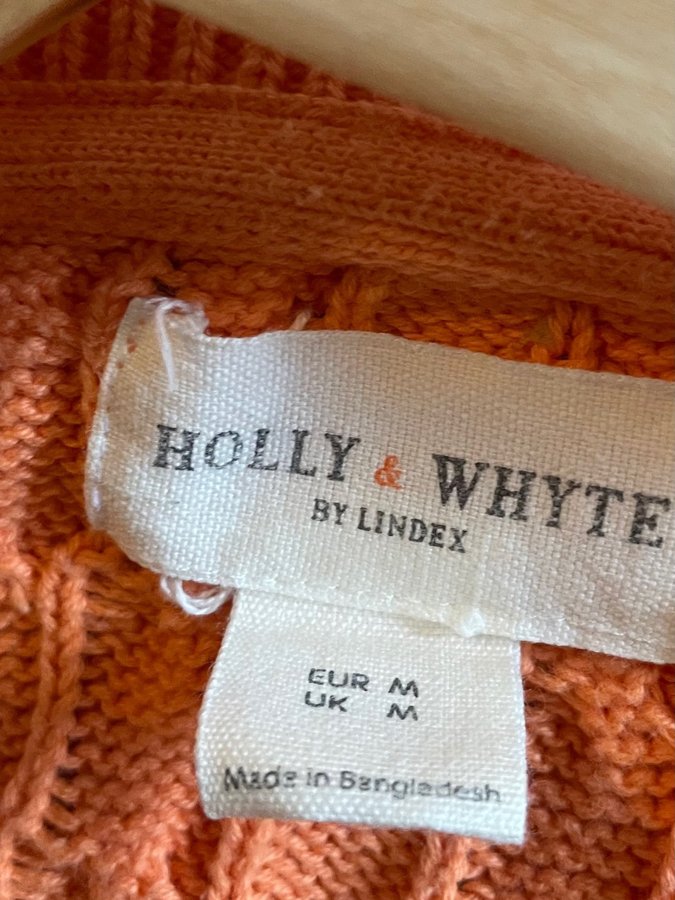 HOLLY & WHYTE
BY LINDEX
EUR M
UK M
Made in Bangladesh